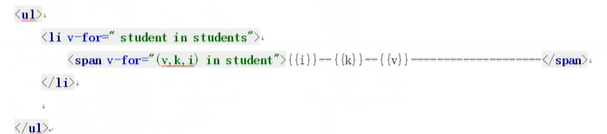 <ul>
<li v-for=" student in students">
<span v-for="(v,k,i) in student">{{i}}--{{k}}--{{v}}----------------------</span>
</li>
</ul>